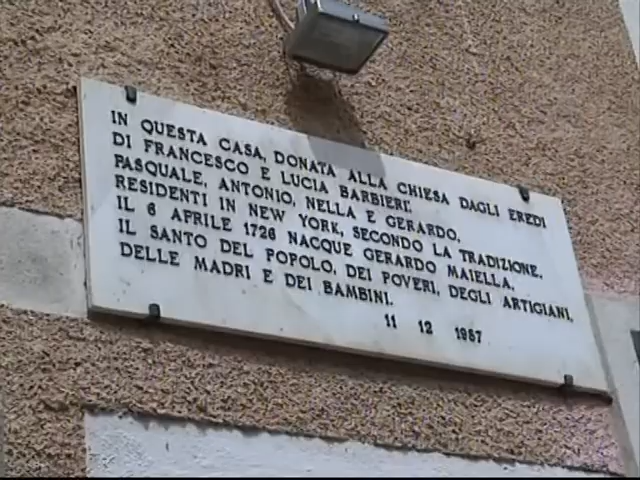 IN QUESTA CASA, DONATA ALLA CHIESA DAGLI EREDI
DI FRANCESCO E LUCIA BARBIERI.
PASQUALE, ANTONIO, NELLA E GERARDO,
RESIDENTI IN NEW YORK, SECONDO LA TRADIZIONE,
IL 6 APRILE 1726 NACQUE GERARDO MAIELLA,
IL SANTO DEL POPOLO, DEI POVERI, DEGLI ARTIGIANI,
DELLE MADRI E DEI BAMBINI.
11 12 1987